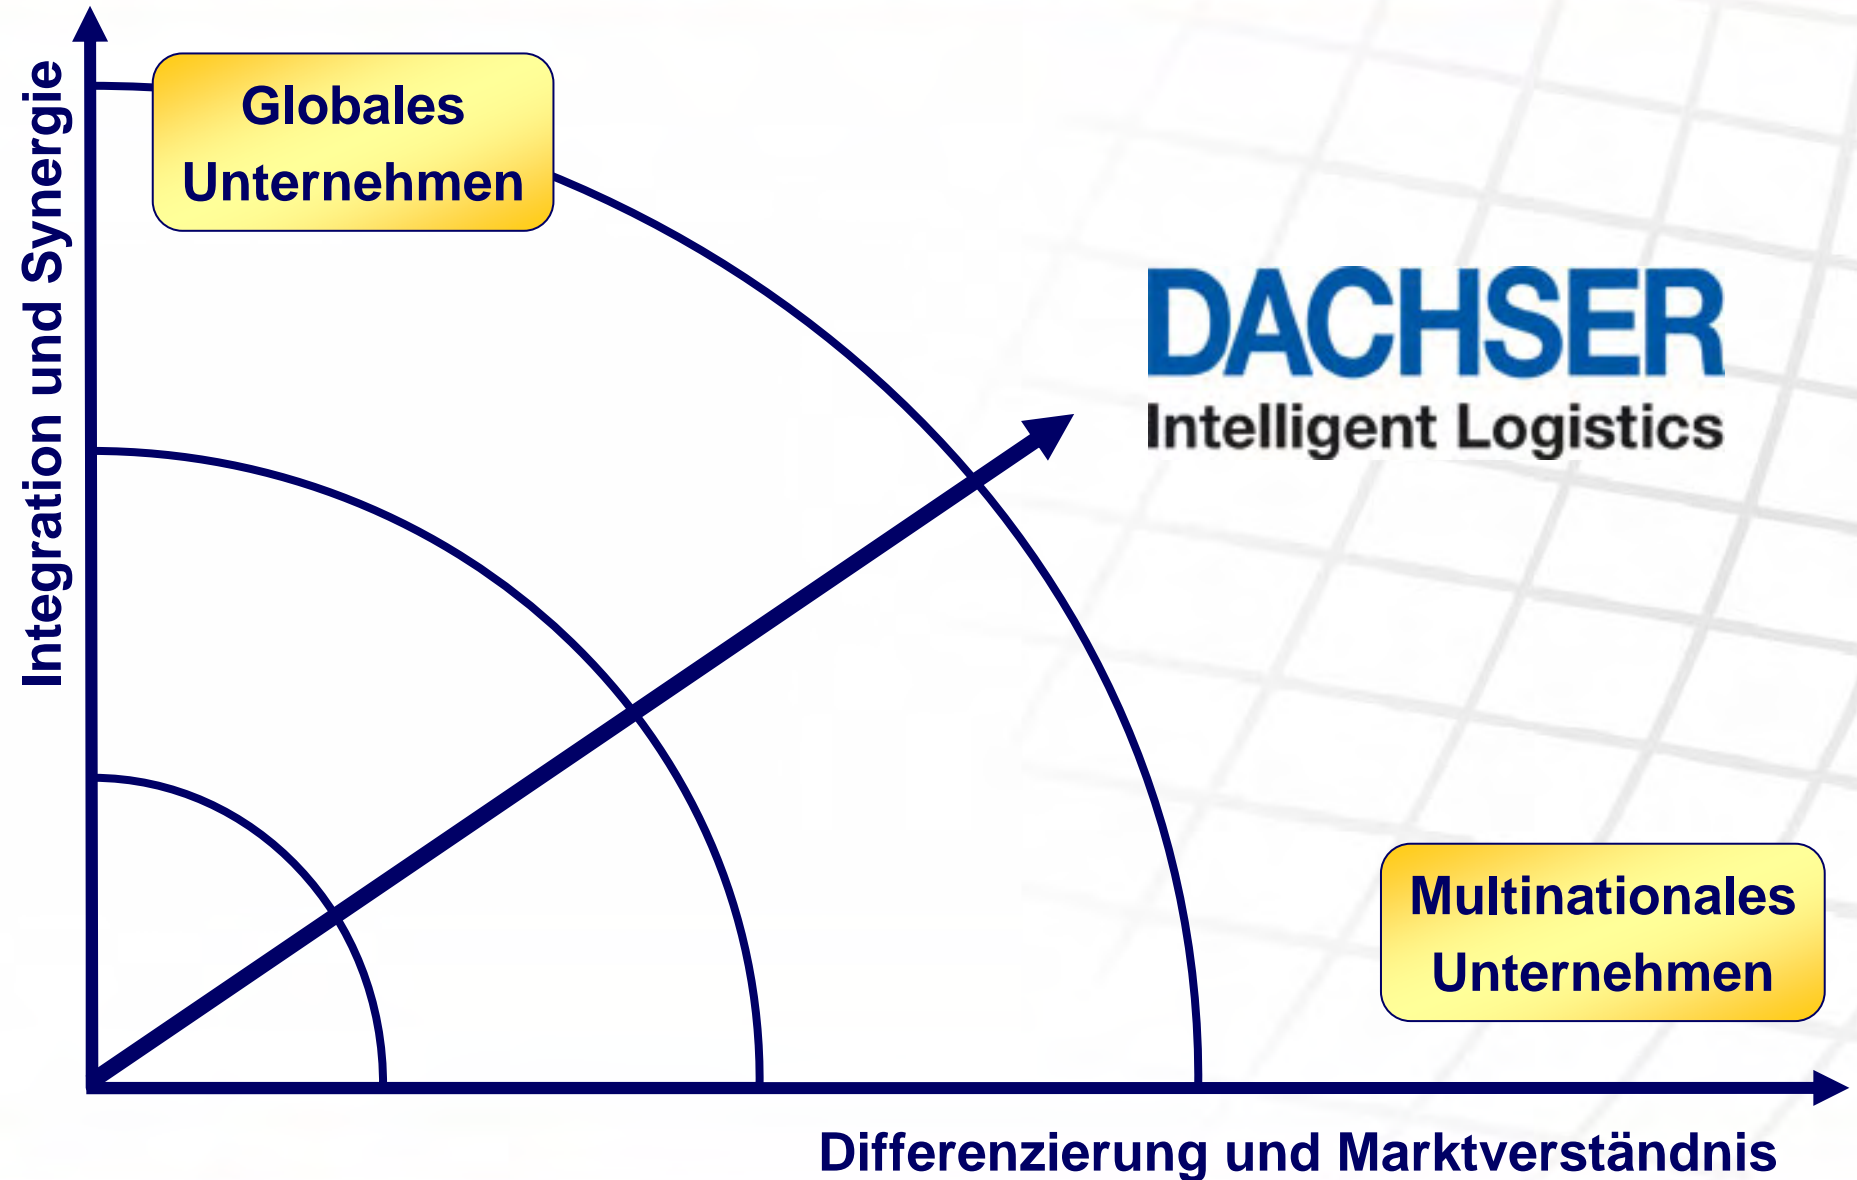 Integration und Synergie
Globales
Unternehmen
DACHSER
Intelligent Logistics
Multinationales
Unternehmen
Differenzierung und Marktverständnis